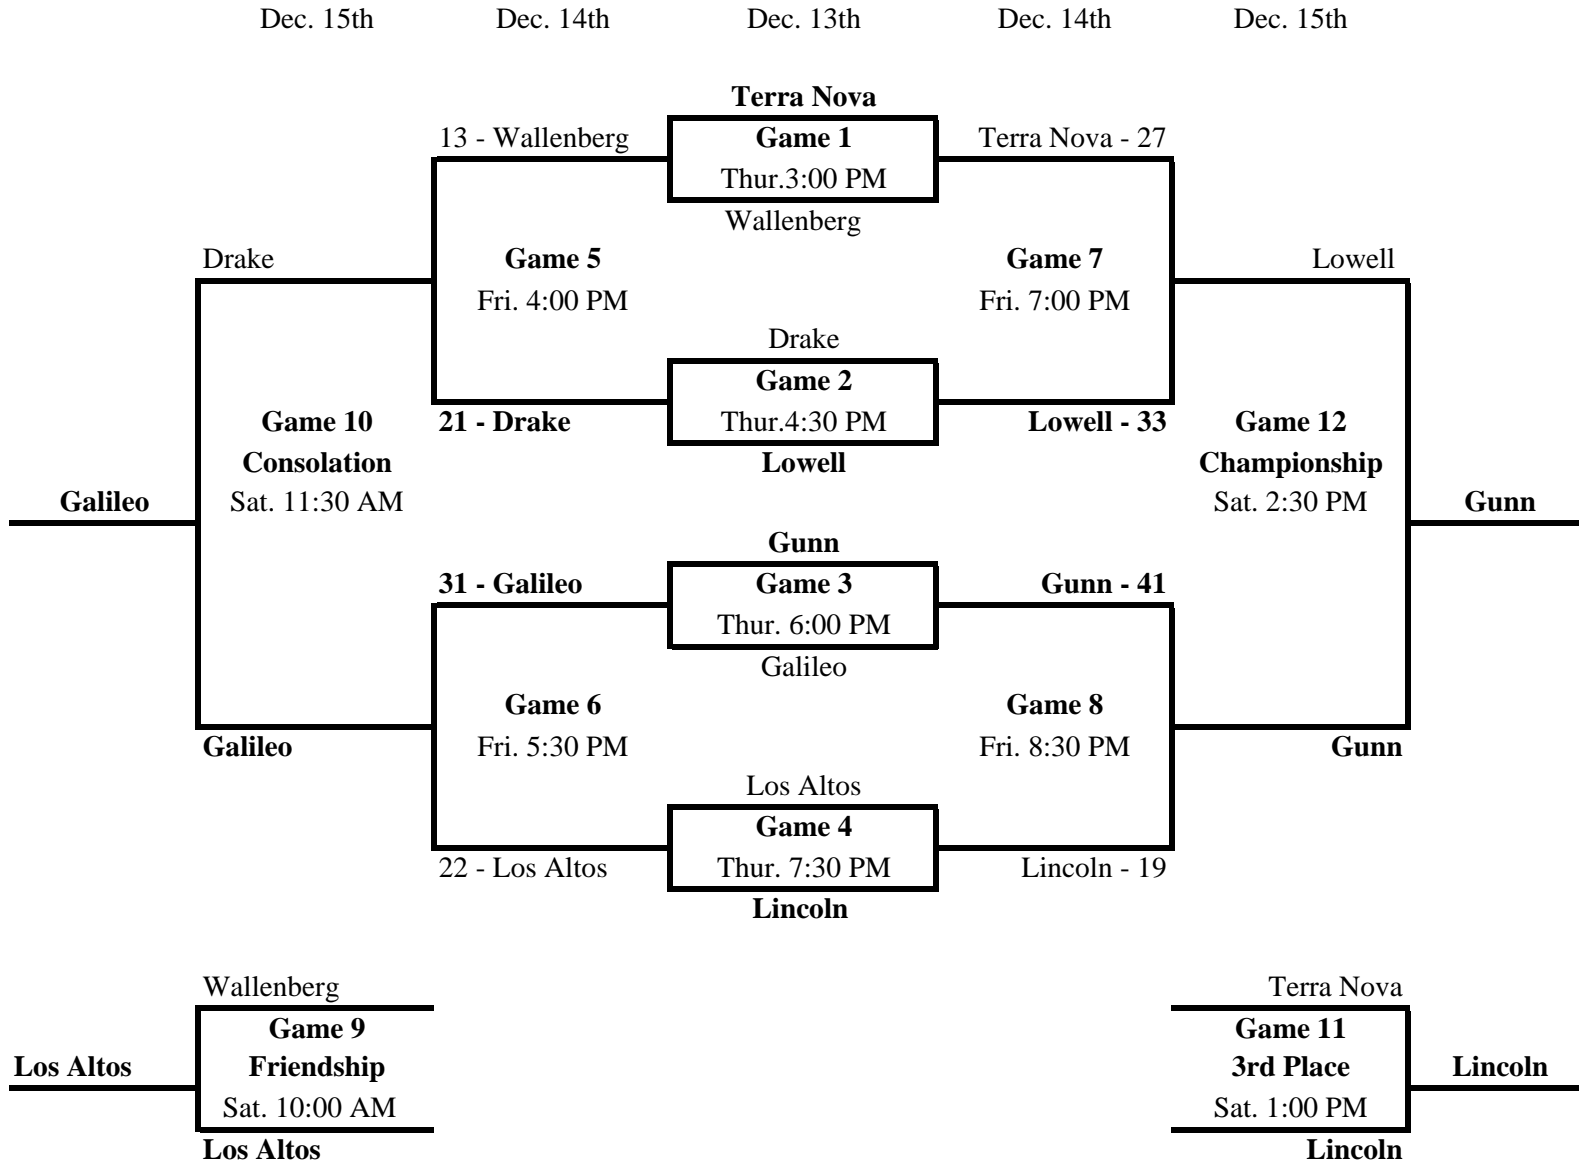 Dec. 15th Dec. 14th Dec. 13th Dec. 14th Dec. 15th
Terra Nova
13 - Wallenberg Game 1 Terra Nova - 27
Thur.3:00 PM
Wallenberg
Drake Game 5 Game 7 Lowell
Fri. 4:00 PM Fri. 7:00 PM
Drake
Game 2
Game 10 21 - Drake Thur.4:30 PM Lowell - 33 Game 12
Consolation Lowell Championship
Galileo Sat. 11:30 AM Sat. 2:30 PM Gunn
Gunn
31 - Galileo Game 3 Gunn - 41
Thur. 6:00 PM
Galileo
Game 6 Game 8
Galileo Fri. 5:30 PM Fri. 8:30 PM Gunn
Los Altos
Game 4
22 - Los Altos Thur. 7:30 PM Lincoln - 19
Lincoln
Wallenberg Terra Nova
Game 9 Game 11
Los Altos Friendship 3rd Place Lincoln
Sat. 10:00 AM Sat. 1:00 PM
Los Altos Lincoln